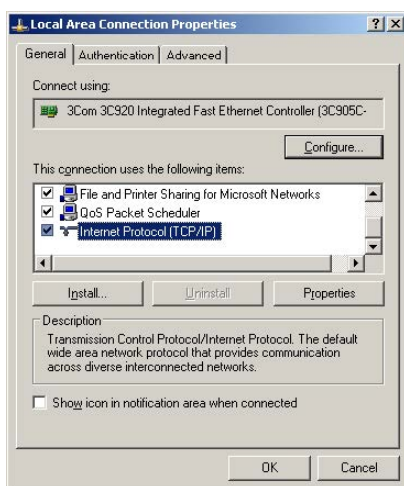 Local Area Connection Properties
General Authentication Advanced
Connect using:
3Com 3C920 Integrated Fast Ethernet Controller (3C905C-
Configure...
This connection uses the following items:
File and Printer Sharing for Microsoft Networks
QoS Packet Scheduler
Internet Protocol (TCP/IP)
Install... Uninstall Properties
Description
Transmission Control Protocol/Internet Protocol. The default
wide area network protocol that provides communication
across diverse interconnected networks.
Show icon in notification area when connected
OK Cancel